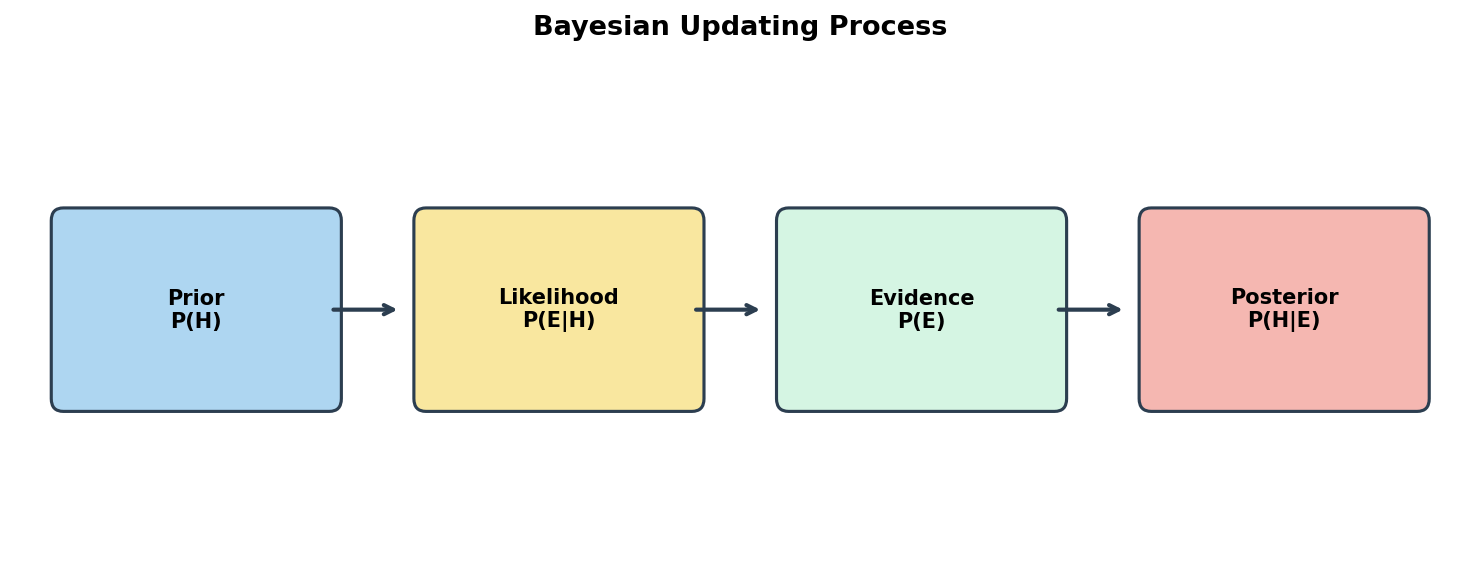 Bayesian Updating Process
Prior
P(H)
Likelihood
P(E|H)
Evidence
P(E)
Posterior
P(H|E)